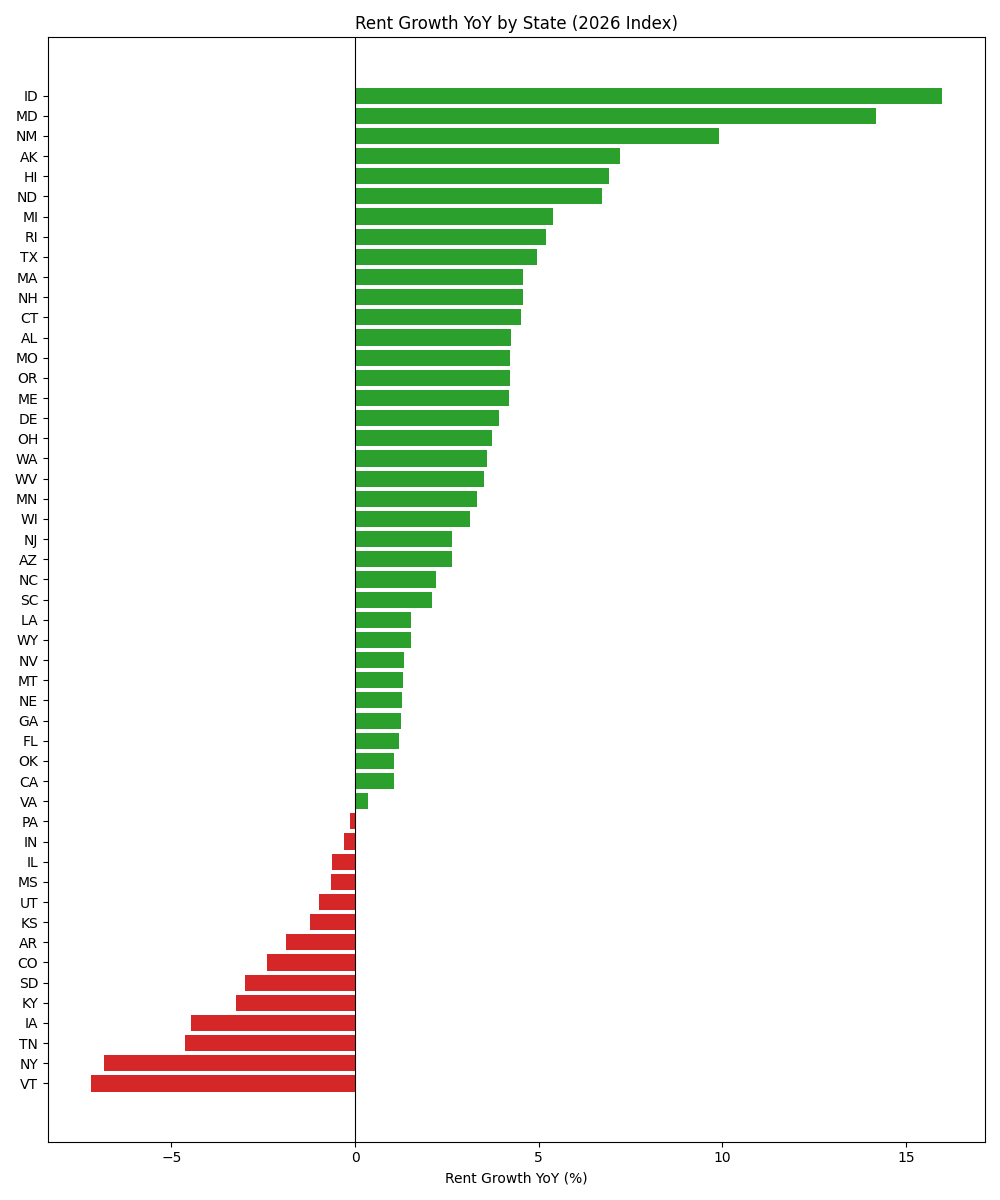 Rent Growth YoY by State (2026 Index)
ID
MD
NM
AK
HI
ND
MI
RI
TX
MA
NH
CT
AL
MO
OR
ME
DE
OH
WA
WV
MN
WI
NJ
AZ
NC
SC
LA
WY
NV
MT
NE
GA
FL
OK
CA
VA
PA
IN
IL
MS
UT
KS
AR
CO
SD
KY
IA
TN
NY
VT
−5 0 5 10 15
Rent Growth YoY (%)